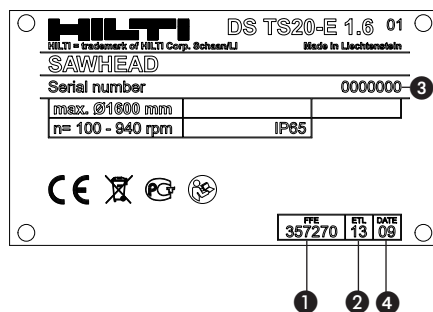 HILTI DS TS20-E 1.6 01
HILTI = trademark of HILTI Corp. Schaan/LI Made in Liechtenstein
SAWHEAD
Serial number 0000000 3
max. Ø1600 mm
n= 100 - 940 rpm IP65
CE PCT
FFE ETL DATE
357270 13 09
1 2 4